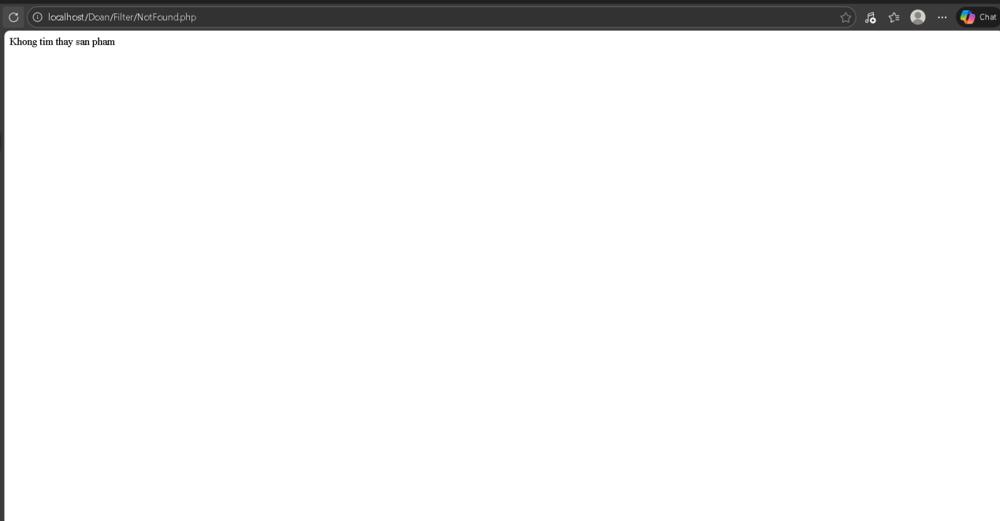 localhost/Doan/Filter/NotFound.php
Chat
Khong tim thay san pham